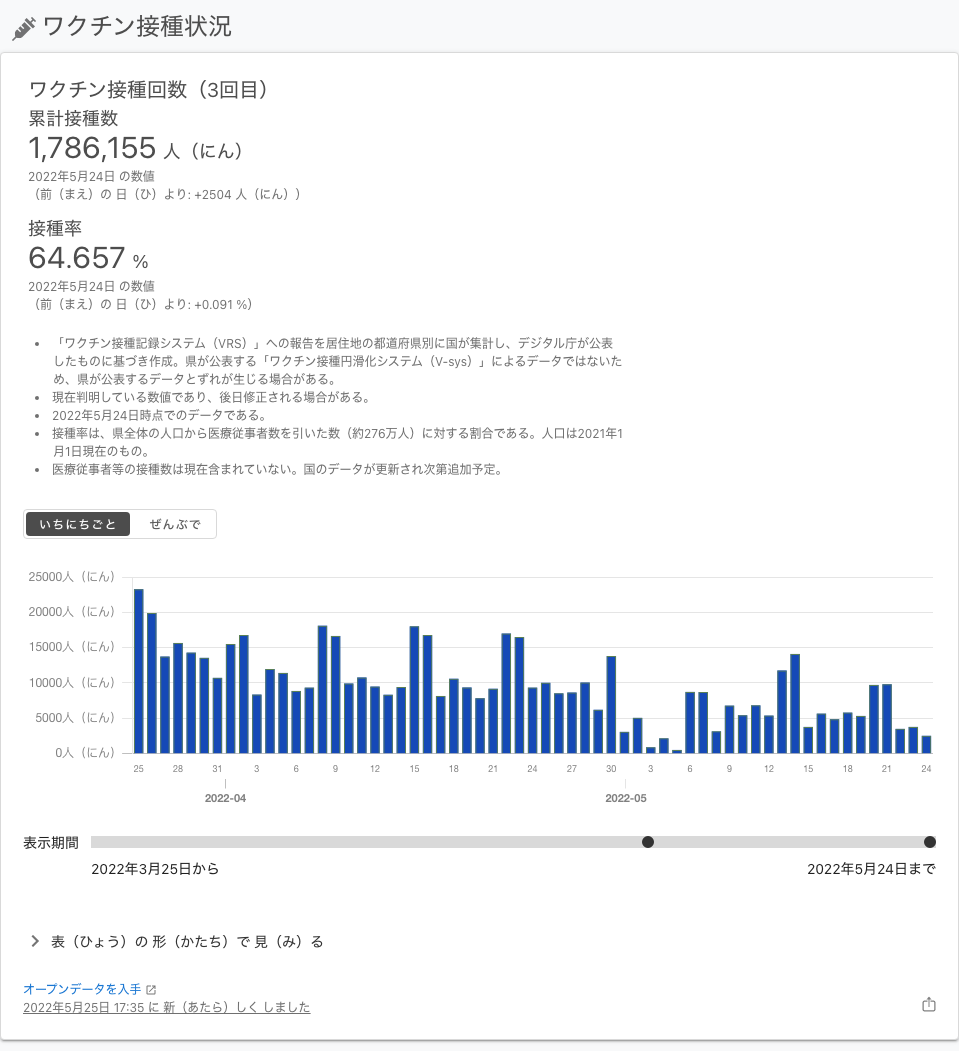 ワクチン接種状況
ワクチン接種回数（3回目）
累計接種数
1,786,155 人（にん）
2022年5月24日 の数値
（前（まえ）の 日（ひ）より: +2504 人（にん））
接種率
64.657 %
2022年5月24日 の数値
（前（まえ）の 日（ひ）より: +0.091 %）
• 「ワクチン接種記録システム（VRS）」への報告を居住地の都道府県別に国が集計し、デジタル庁が公表
したものに基づき作成。県が公表する「ワクチン接種円滑化システム（V-sys）」によるデータではないた
め、県が公表するデータとずれが生じる場合がある。
• 現在判明している数値であり、後日修正される場合がある。
• 2022年5月24日時点でのデータである。
• 接種率は、県全体の人口から医療従事者数を引いた数（約276万人）に対する割合である。人口は2021年1
月1日現在のもの。
• 医療従事者等の接種数は現在含まれていない。国のデータが更新され次第追加予定。
いちにちごと ぜんぶで
25000人（にん）
20000人（にん）
15000人（にん）
10000人（にん）
5000人（にん）
0人（にん）
25 28 31 3 6 9 12 15 18 21 24 27 30 3 6 9 12 15 18 21 24
2022-04 2022-05
表示期間
2022年3月25日から 2022年5月24日まで
表（ひょう）の 形（かたち）で 見（み）る
オープンデータを入手
2022年5月25日 17:35 に 新（あたら）しく しました